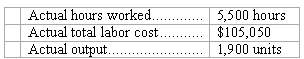 Actual hours worked............. 5,500 hours
Actual total labor cost........... $105,050
Actual output........................ 1,900 units